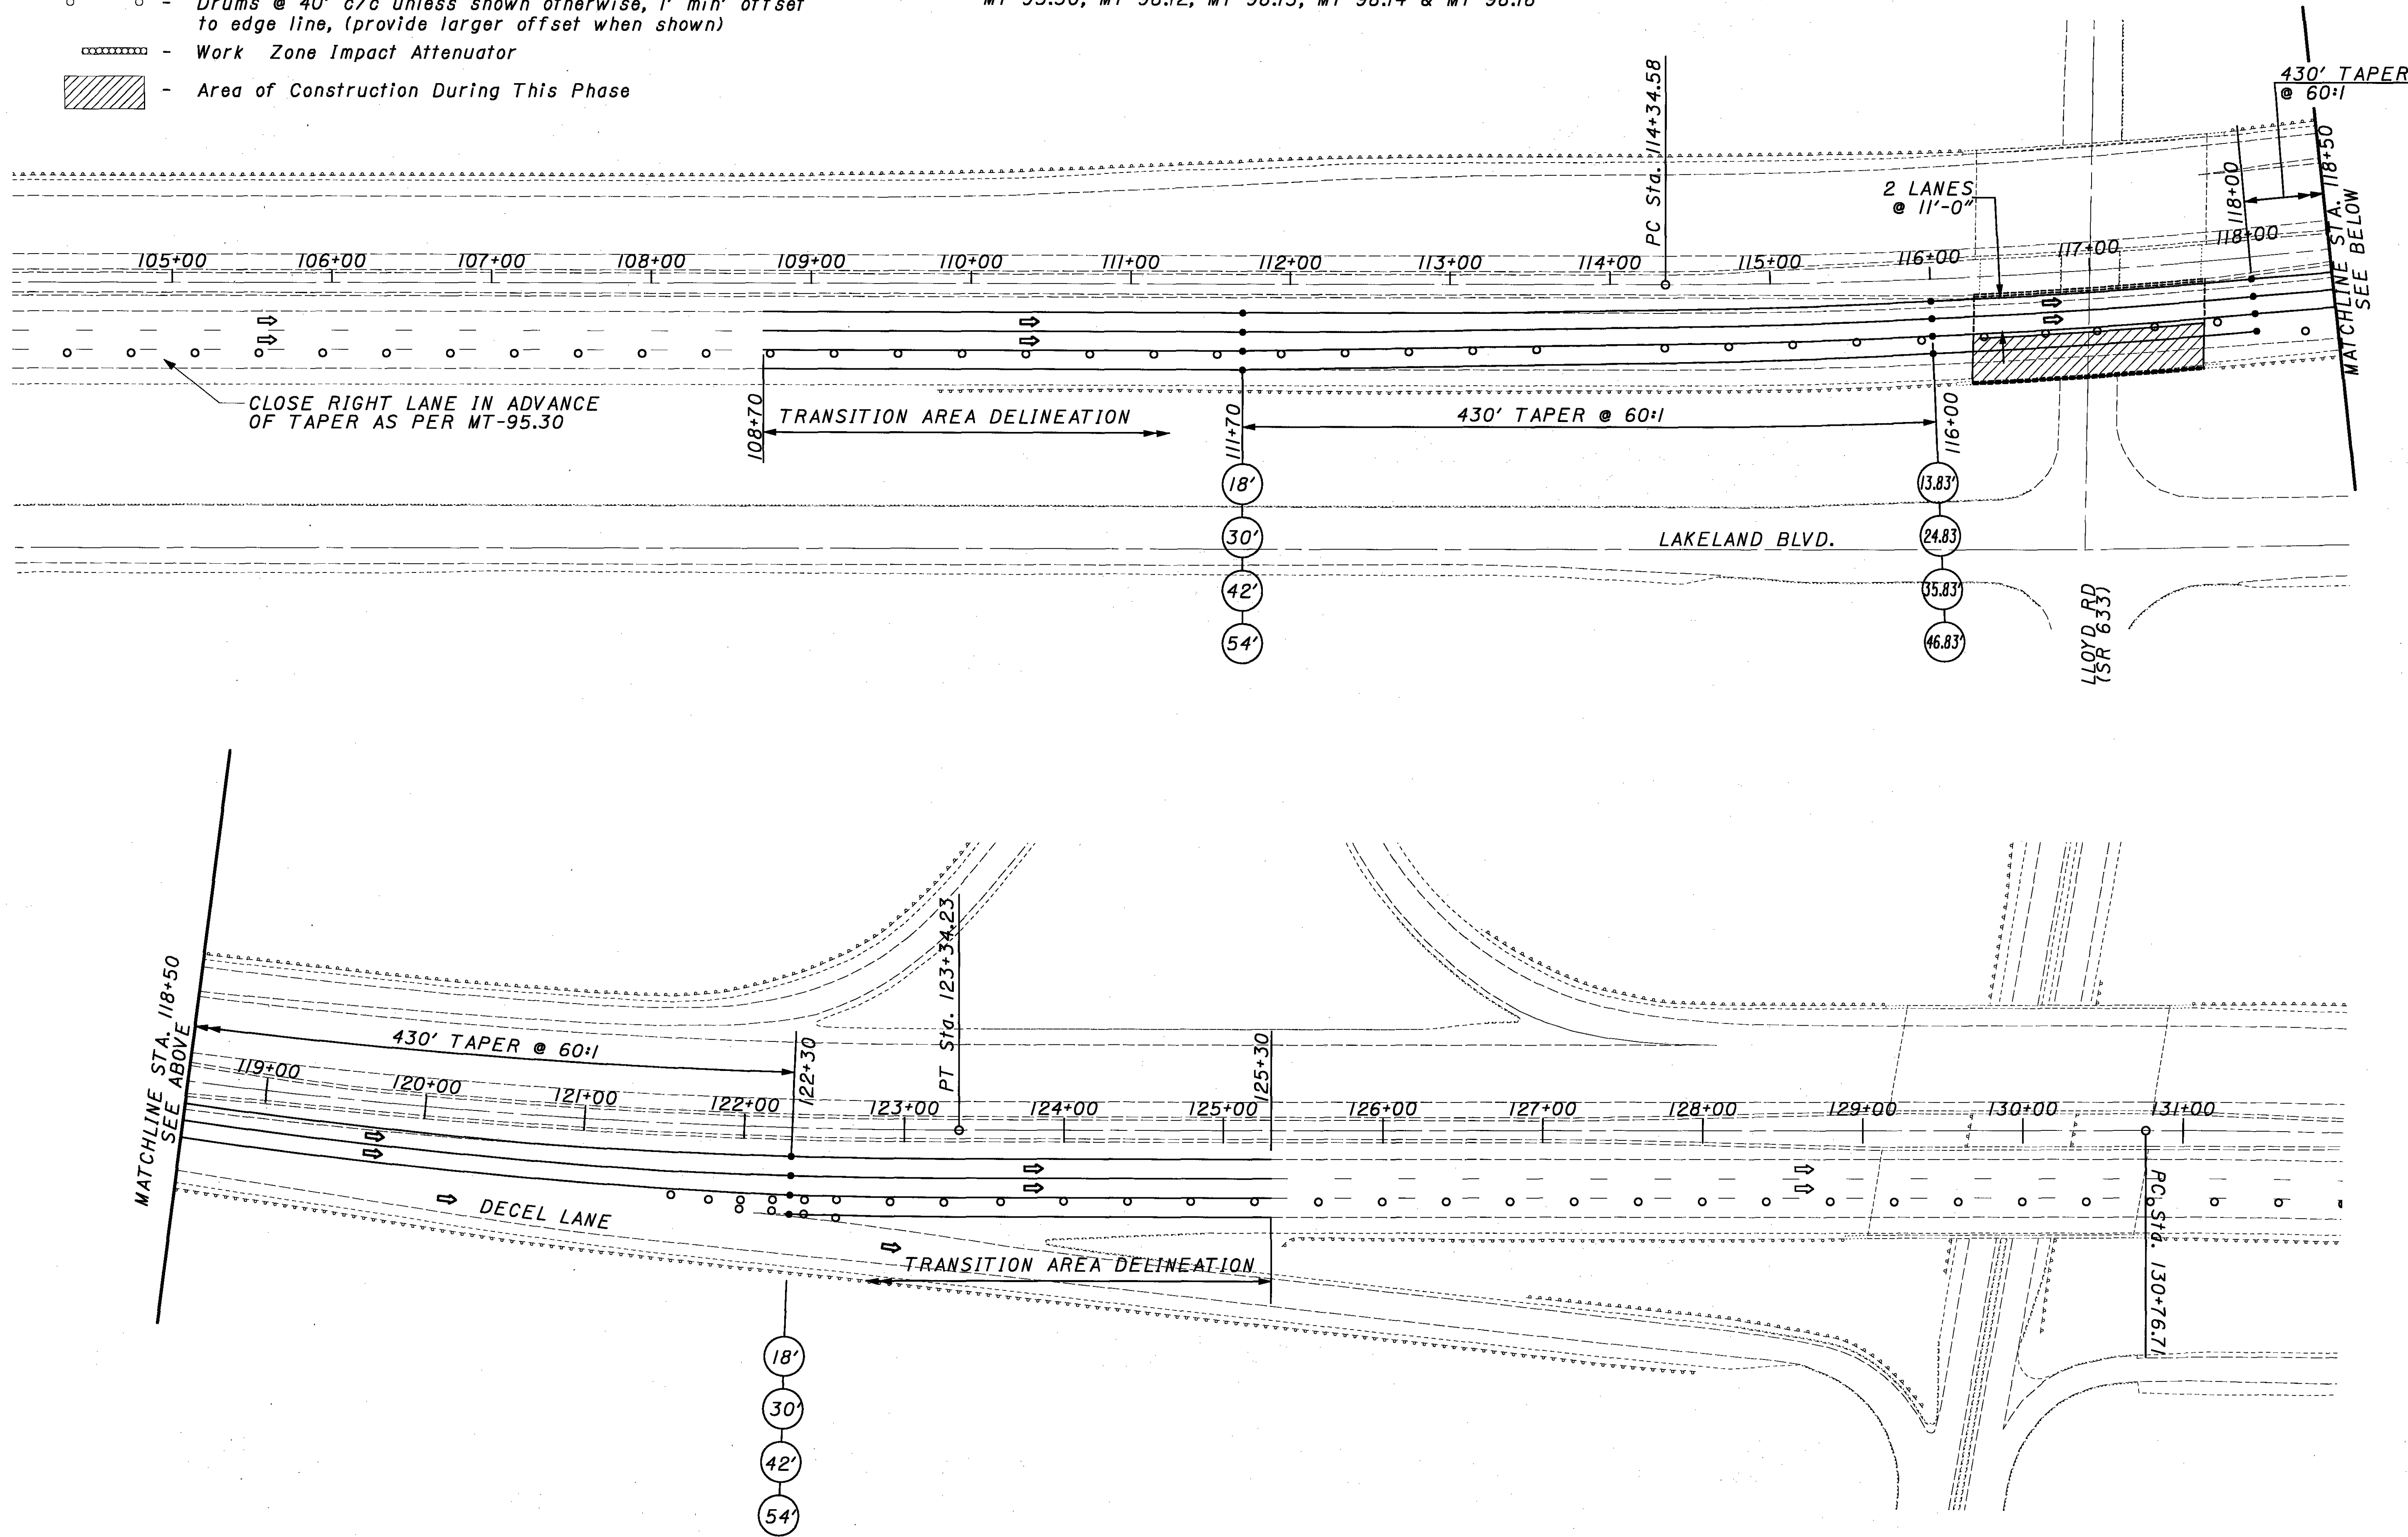 Drums @ 40' c/c unless shown otherwise, 1' min' offset
to edge line, (provide larger offset when shown)
- Work Zone Impact Attenuator
- Area of Construction During This Phase
430' TAPER
@ 60:1
PC Sta. 114+34.58
2 LANES
@ 11'-0"
118+00
MATCHLINE STA. 118+50
SEE BELOW
105+00
106+00
107+00
108+00
109+00
110+00
111+00
112+00
113+00
114+00
115+00
116+00
117+00
118+00
CLOSE RIGHT LANE IN ADVANCE
OF TAPER AS PER MT-95.30
108+70
TRANSITION AREA DELINEATION
111+70
430' TAPER @ 60:1
116+00
18'
30'
42'
54'
13.83'
24.83
35.83'
46.83'
LAKELAND BLVD.
LLOYD RD
(SR 633)
MATCHLINE STA. 118+50
SEE ABOVE
430' TAPER @ 60:1
122+30
PT Sta. 123+34.23
125+30
119+00
120+00
121+00
122+00
123+00
124+00
125+00
126+00
127+00
128+00
129+00
130+00
131+00
DECEL LANE
TRANSITION AREA DELINEATION
PC Sta. 130+76.71
18'
30'
42'
54'